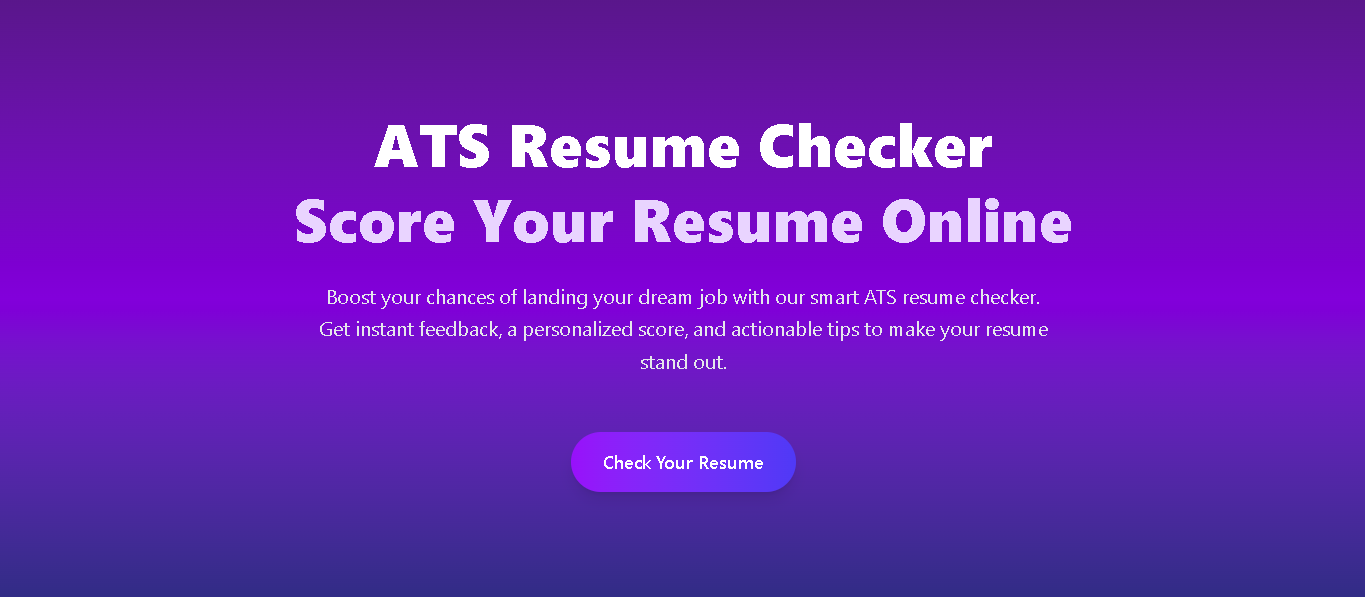 ATS Resume Checker
Score Your Resume Online
Boost your chances of landing your dream job with our smart ATS resume checker.
Get instant feedback, a personalized score, and actionable tips to make your resume
stand out.
Check Your Resume